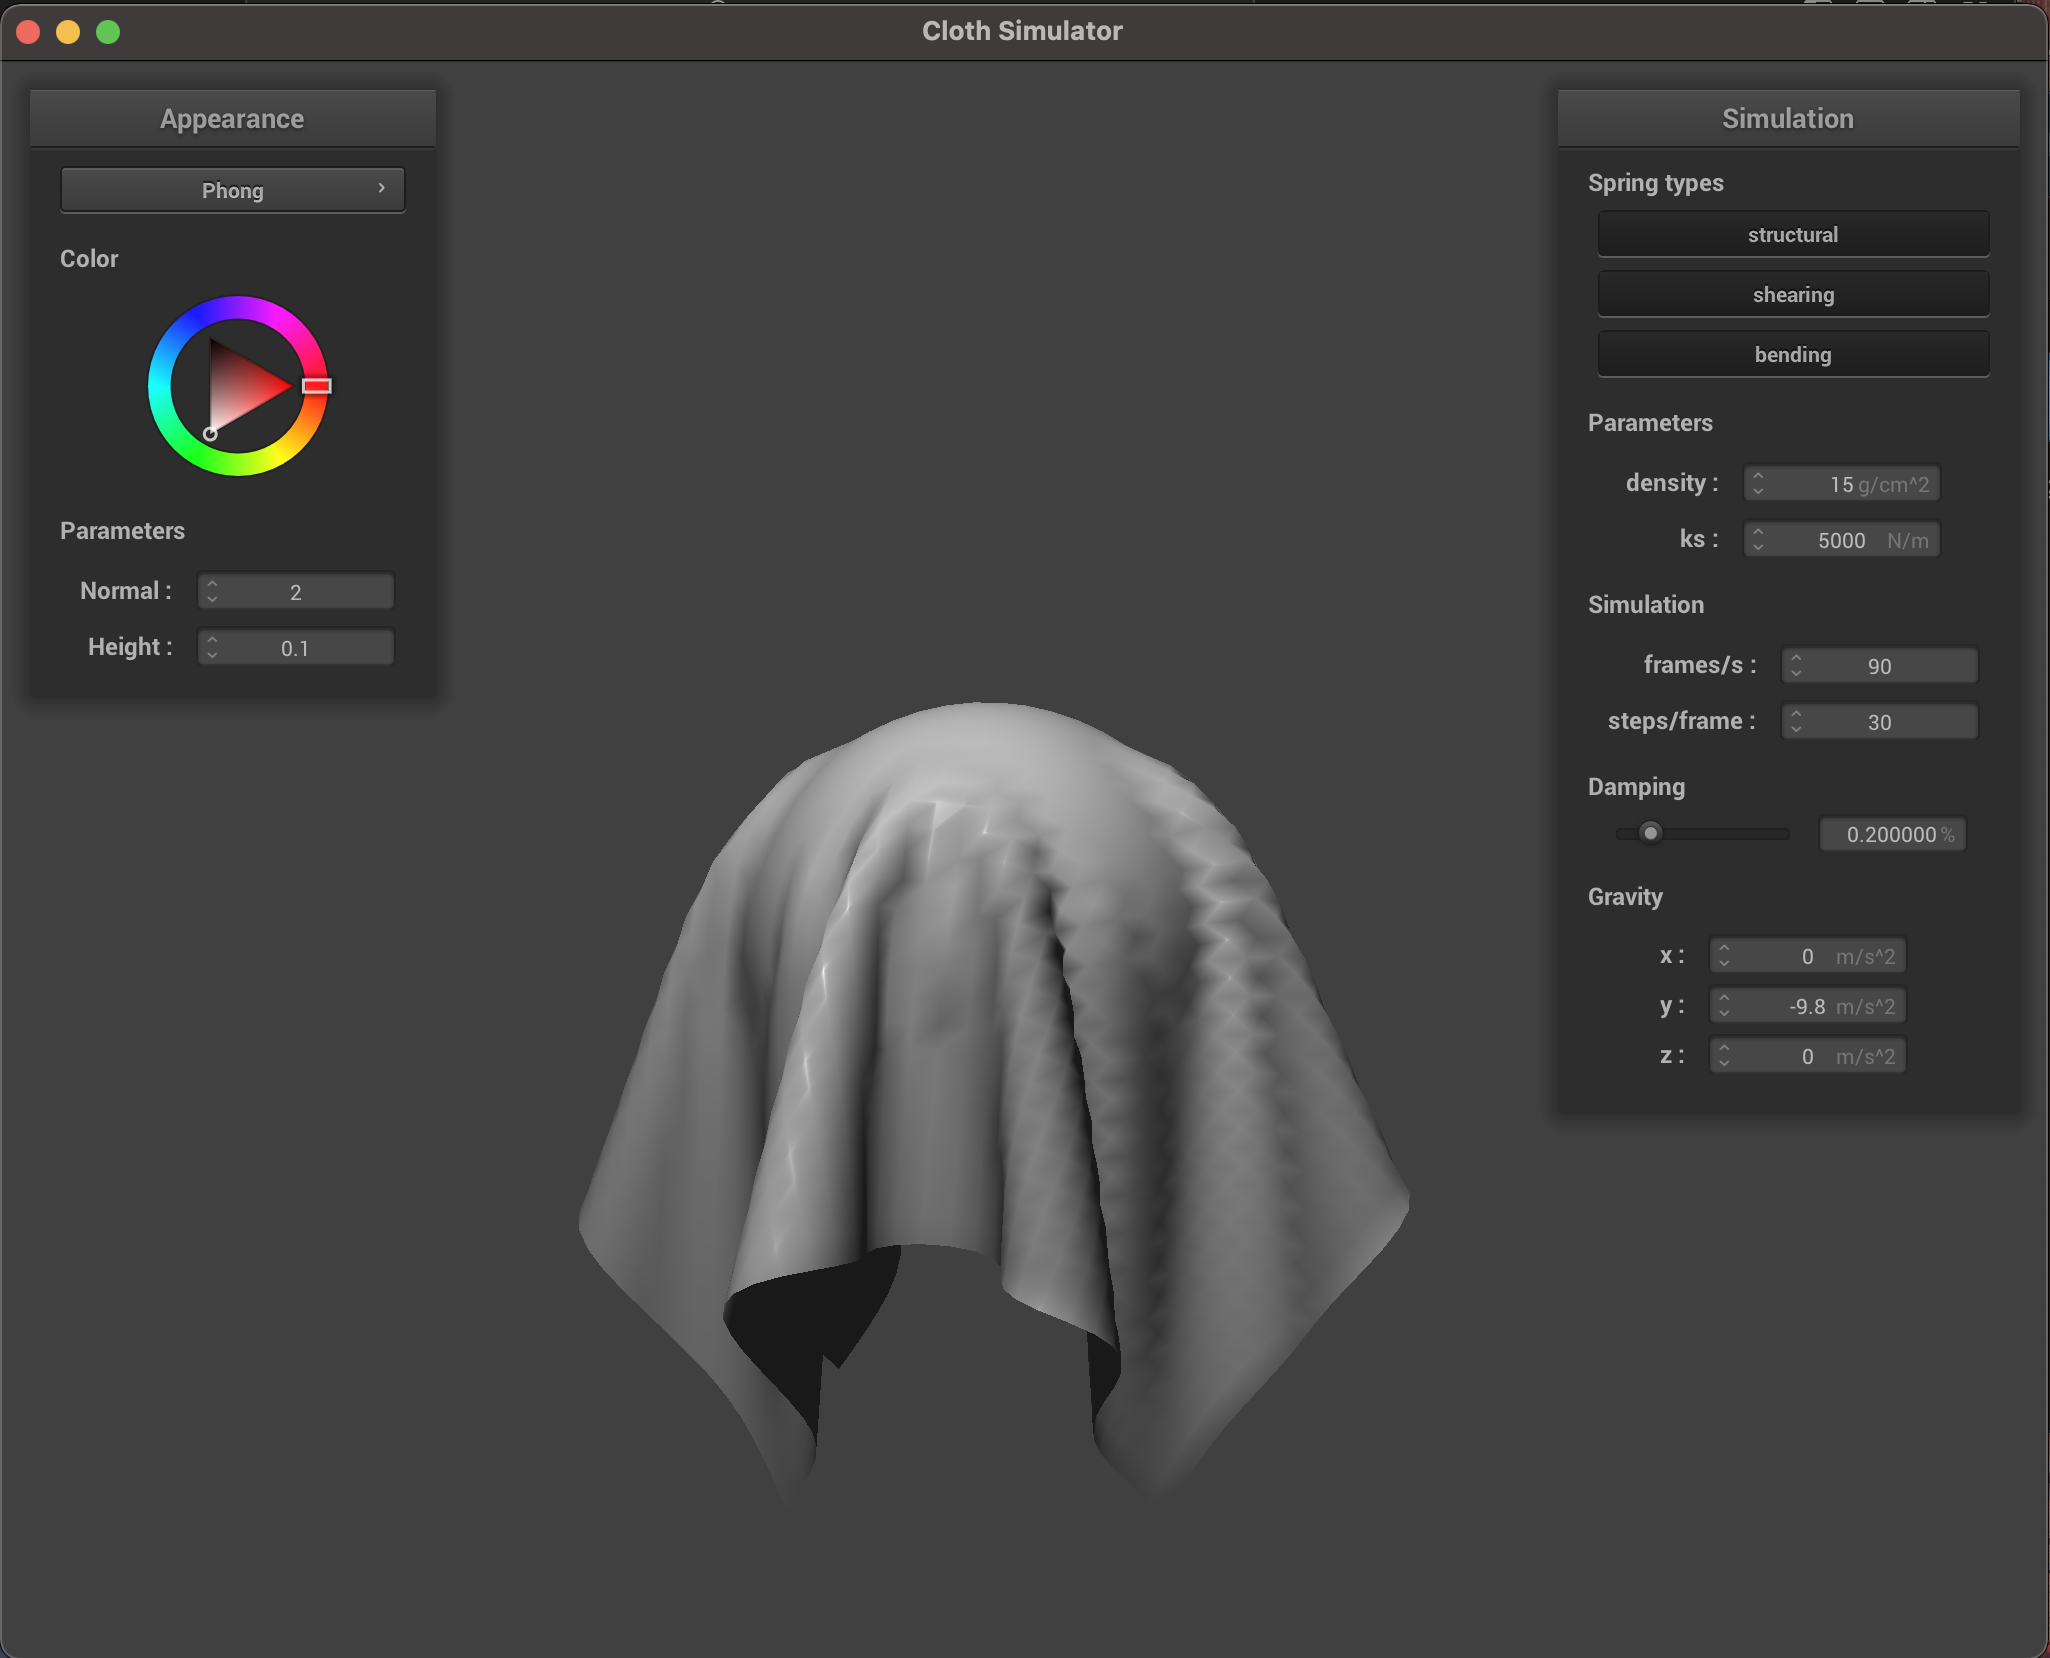 Cloth Simulator
Appearance
Phong
Color
Parameters
Normal : 2
Height : 0.1
Simulation
Spring types
structural
shearing
bending
Parameters
density : 15 g/cm^2
ks : 5000 N/m
Simulation
frames/s : 90
steps/frame : 30
Damping
0.200000 %
Gravity
x : 0 m/s^2
y : -9.8 m/s^2
z : 0 m/s^2